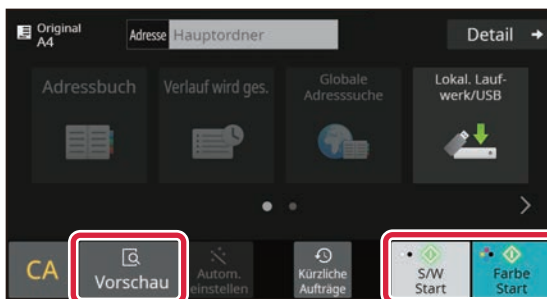 Original
A4
Adresse Hauptordner
Detail
Adressbuch
Verlauf wird ges.
Globale
Adresssuche
Lokal. Lauf-
werk/USB
CA
Vorschau
Autom.
einstellen
Kürzliche
Aufträge
S/W
Start
Farbe
Start